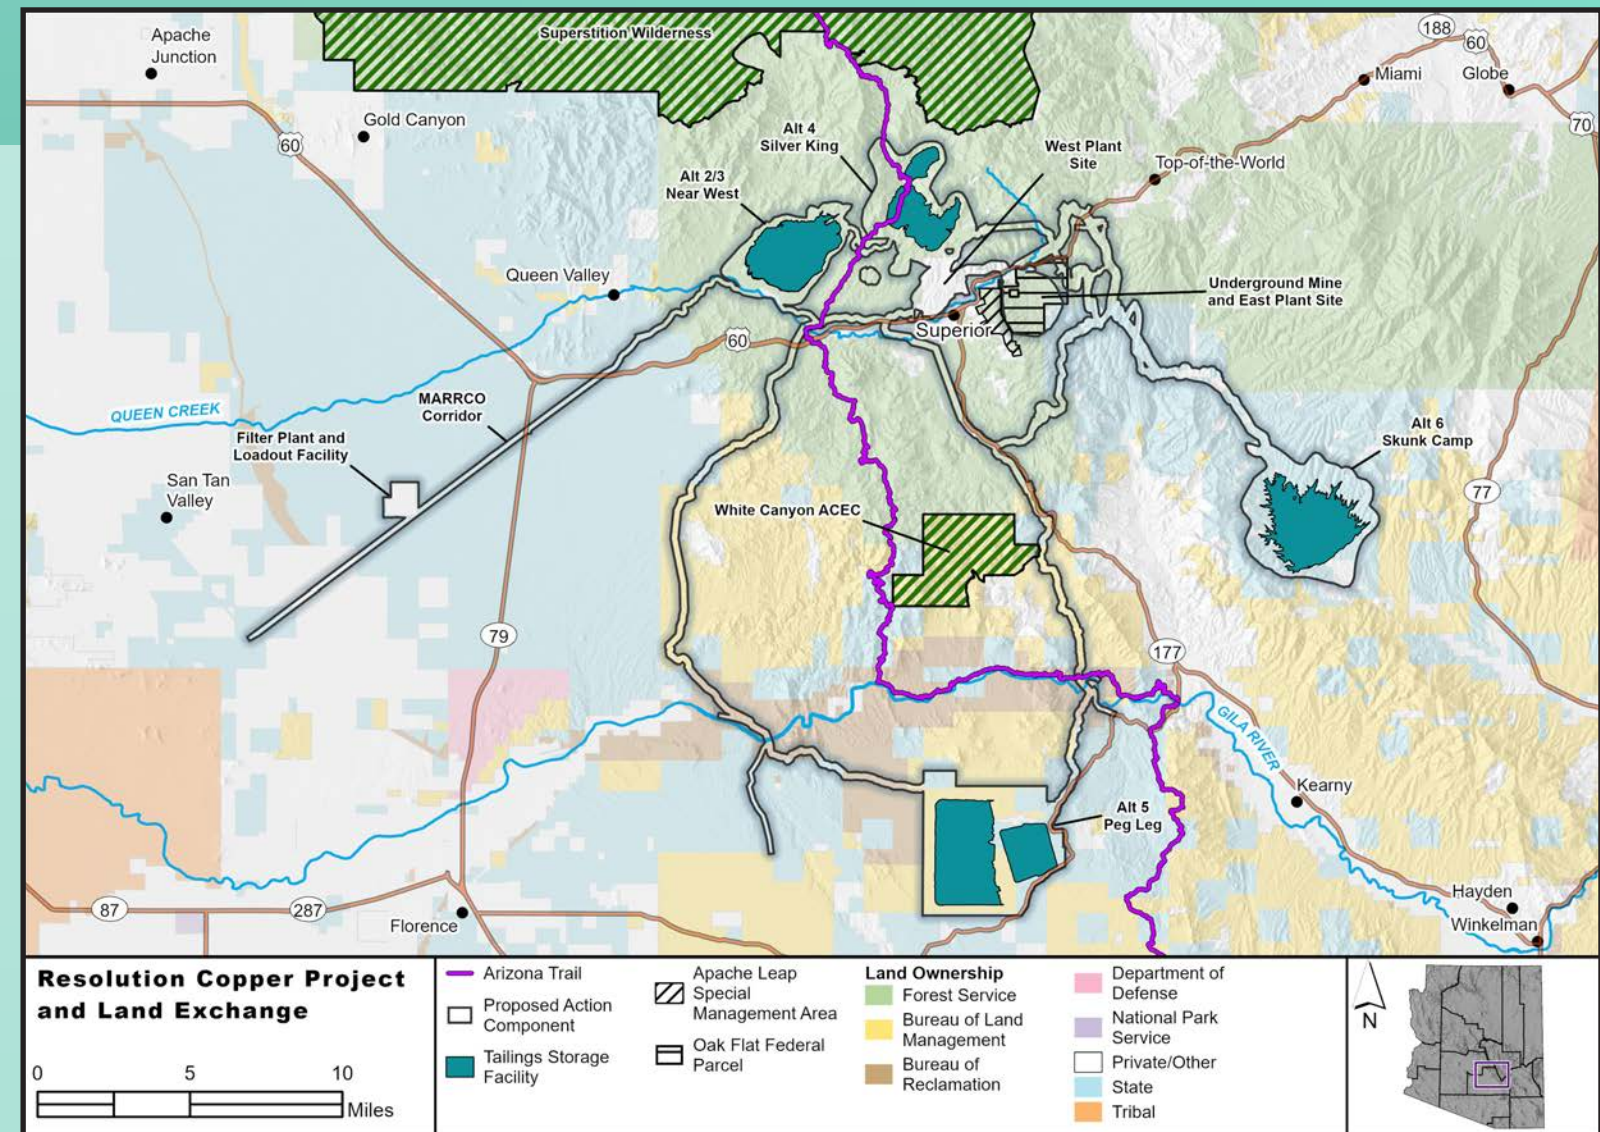 Superstition Wilderness
188
60
Apache
Junction
Miami
Globe
Gold Canyon
70
60
Alt 4
Silver King
West Plant
Site
Top-of-the-World
Alt 2/3
Near West
Queen Valley
Underground Mine
and East Plant Site
Superior
60
MARRCO
Corridor
QUEEN CREEK
Filter Plant and
Loadout Facility
Alt 6
Skunk Camp
San Tan
Valley
77
White Canyon ACEC
79
177
GILA RIVER
Kearny
Alt 5
Peg Leg
Hayden
Winkelman
87
287
Florence
Resolution Copper Project
and Land Exchange
0 5 10
Miles
Arizona Trail
Proposed Action
Component
Tailings Storage
Facility
Apache Leap
Special
Management Area
Oak Flat Federal
Parcel
Land Ownership
Forest Service
Bureau of Land
Management
Bureau of
Reclamation
Department of
Defense
National Park
Service
Private/Other
State
Tribal
N